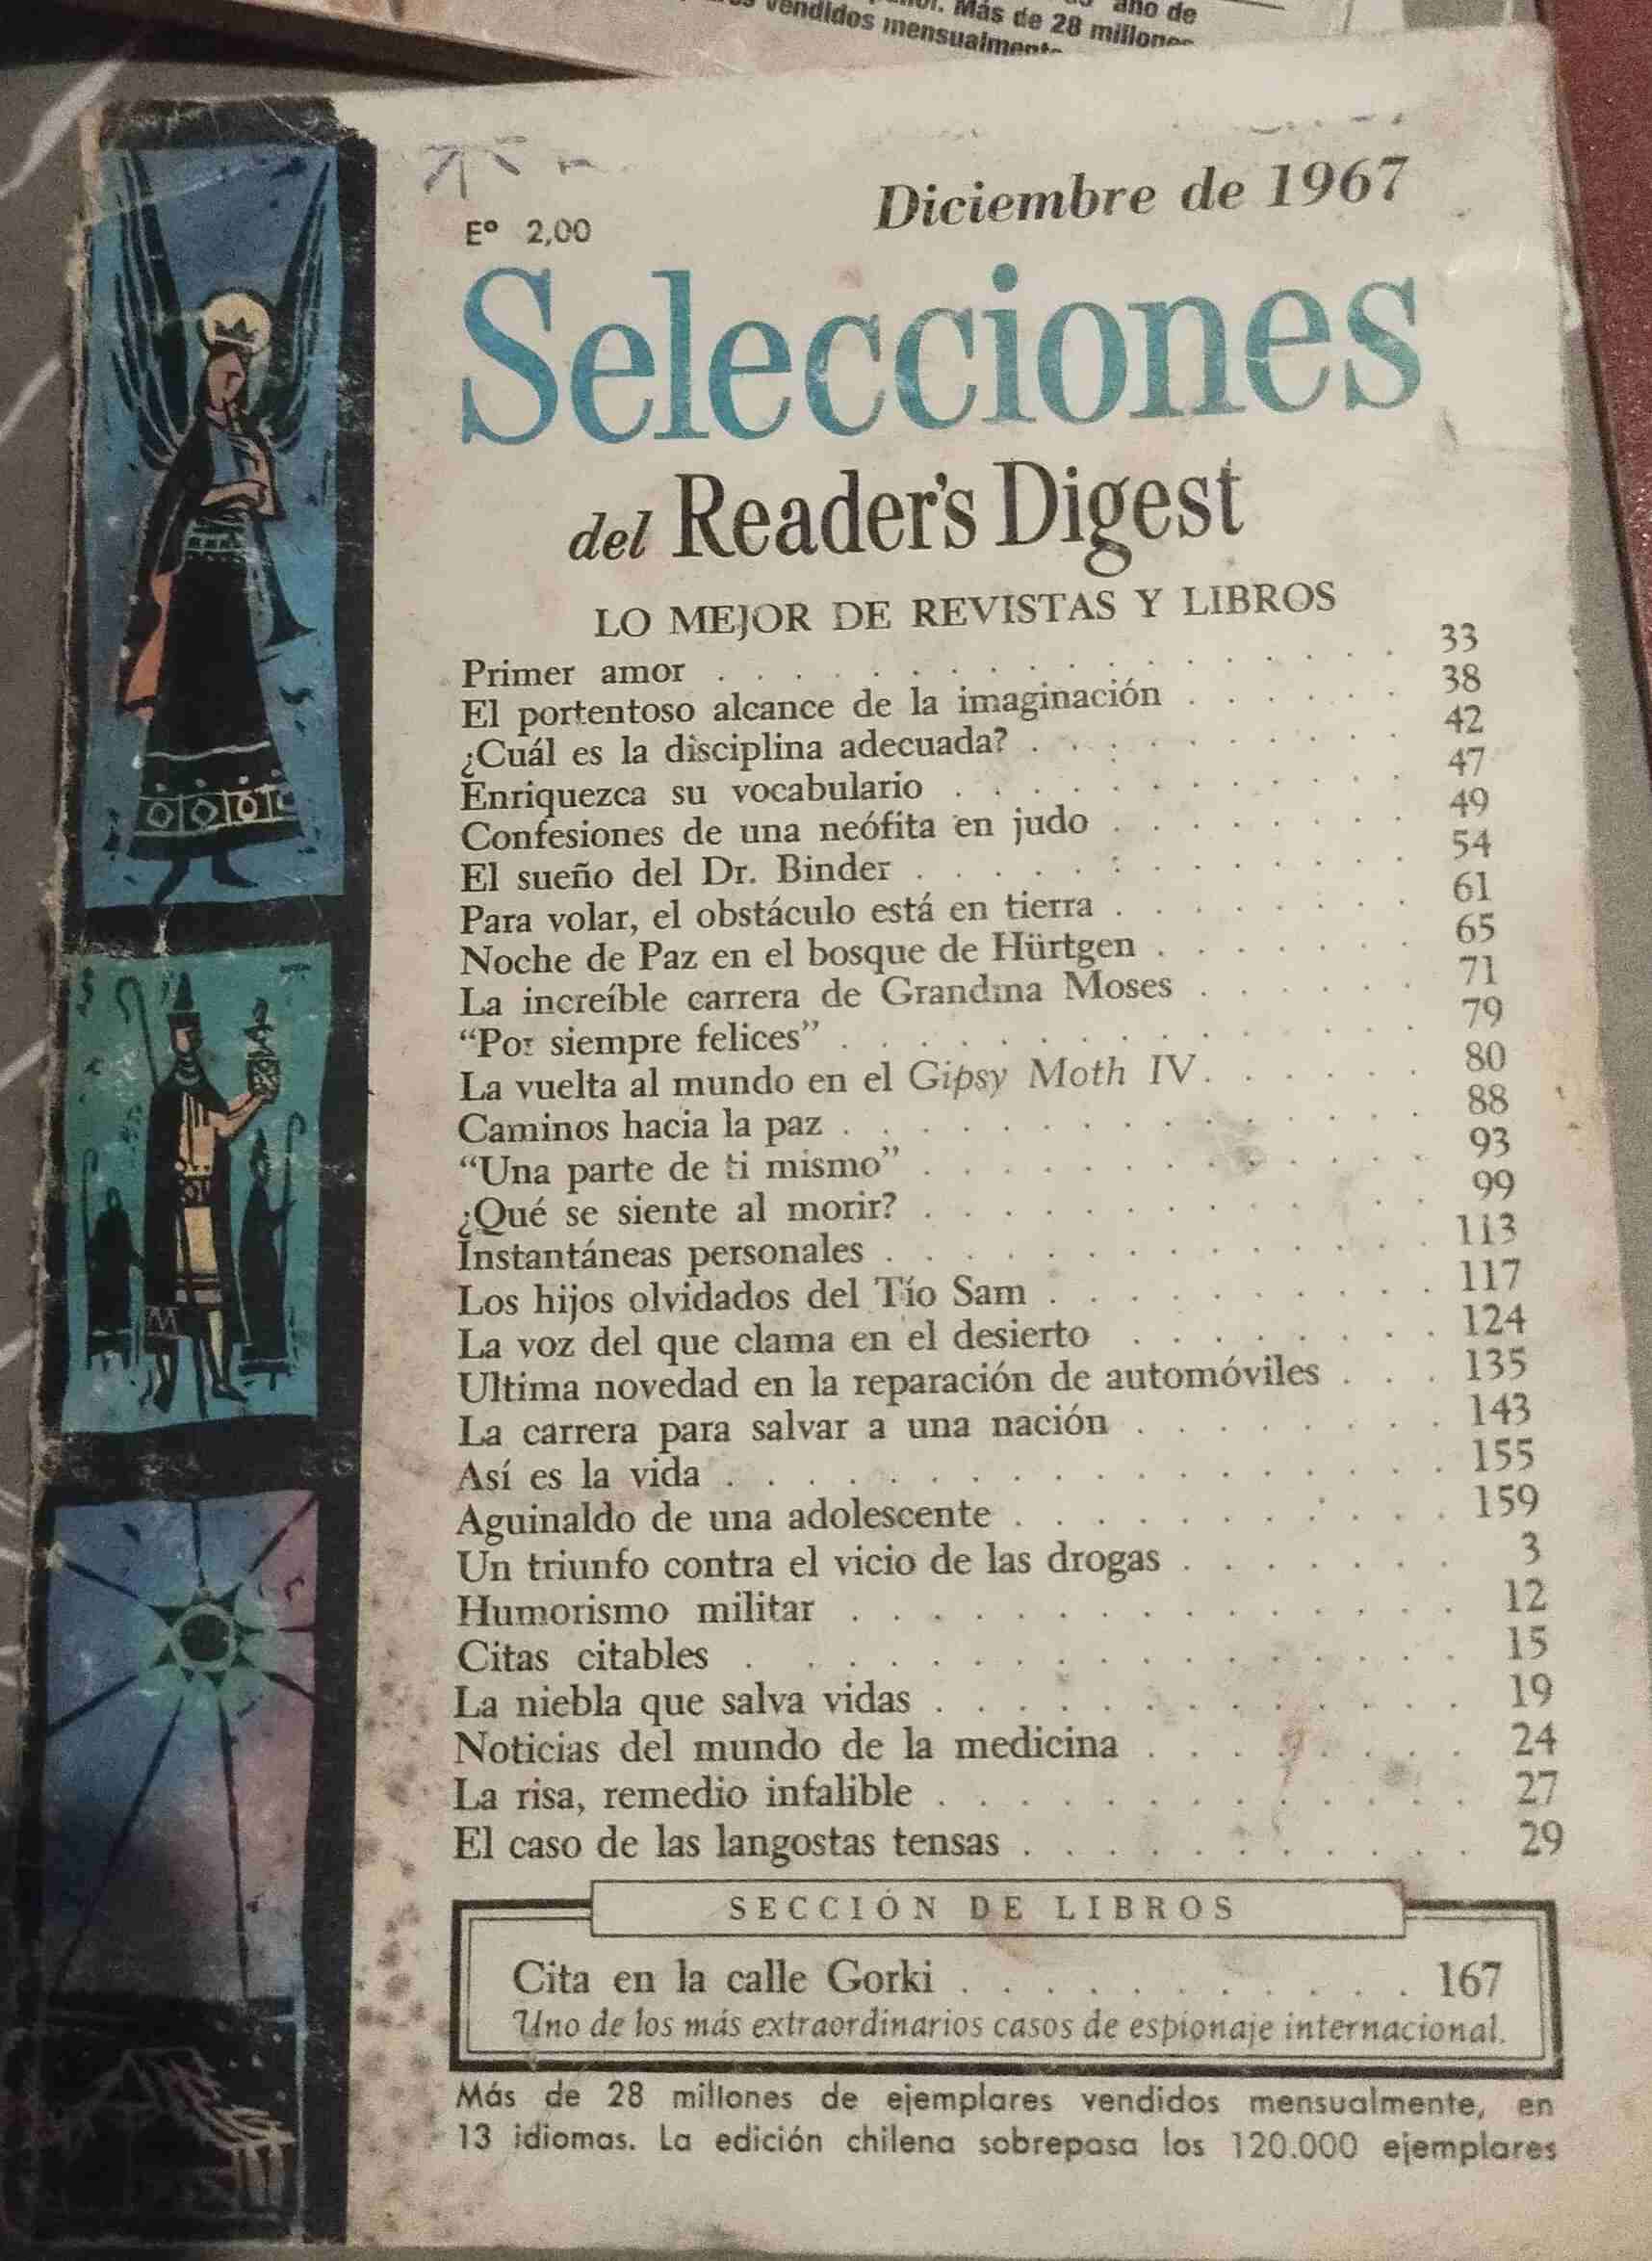 año de
Más de 28 millones
vendidos mensualmente
E° 2,00
Diciembre de 1967
Selecciones
del Reader's Digest
LO MEJOR DE REVISTAS Y LIBROS
Primer amor . . . . . . . . . . 33
El portentoso alcance de la imaginación . . . . . . 38
¿Cuál es la disciplina adecuada? . . . . . . . . . . 42
Enriquezca su vocabulario . . . . . . . . . . 47
Confesiones de una neófita en judo . . . . . . . . 49
El sueño del Dr. Binder . . . . . . . . . . 54
Para volar, el obstáculo está en tierra . . . . . . . . 61
Noche de Paz en el bosque de Hürtgen . . . . . . . 65
La increíble carrera de Grandma Moses . . . . . . 71
“Por siempre felices” . . . . . . . . . . 79
La vuelta al mundo en el Gipsy Moth IV . . . . . . 80
Caminos hacia la paz . . . . . . . . . . 88
“Una parte de ti mismo” . . . . . . . . . . 93
¿Qué se siente al morir? . . . . . . . . . . 99
Instantáneas personales . . . . . . . . . . 113
Los hijos olvidados del Tío Sam . . . . . . . . . . 117
La voz del que clama en el desierto . . . . . . . . 124
Ultima novedad en la reparación de automóviles . . . 135
La carrera para salvar a una nación . . . . . . . . 143
Así es la vida . . . . . . . . . . 155
Aguinaldo de una adolescente . . . . . . . . . . 159
Un triunfo contra el vicio de las drogas . . . . . . . 3
Humorismo militar . . . . . . . . . . 12
Citas citables . . . . . . . . . . 15
La niebla que salva vidas . . . . . . . . . . 19
Noticias del mundo de la medicina . . . . . . . . 24
La risa, remedio infalible . . . . . . . . . . 27
El caso de las langostas tensas . . . . . . . . . . 29
SECCIÓN DE LIBROS
Cita en la calle Gorki . . . . . . . . . . 167
Uno de los más extraordinarios casos de espionaje internacional.
Más de 28 millones de ejemplares vendidos mensualmente, en
13 idiomas. La edición chilena sobrepasa los 120.000 ejemplares